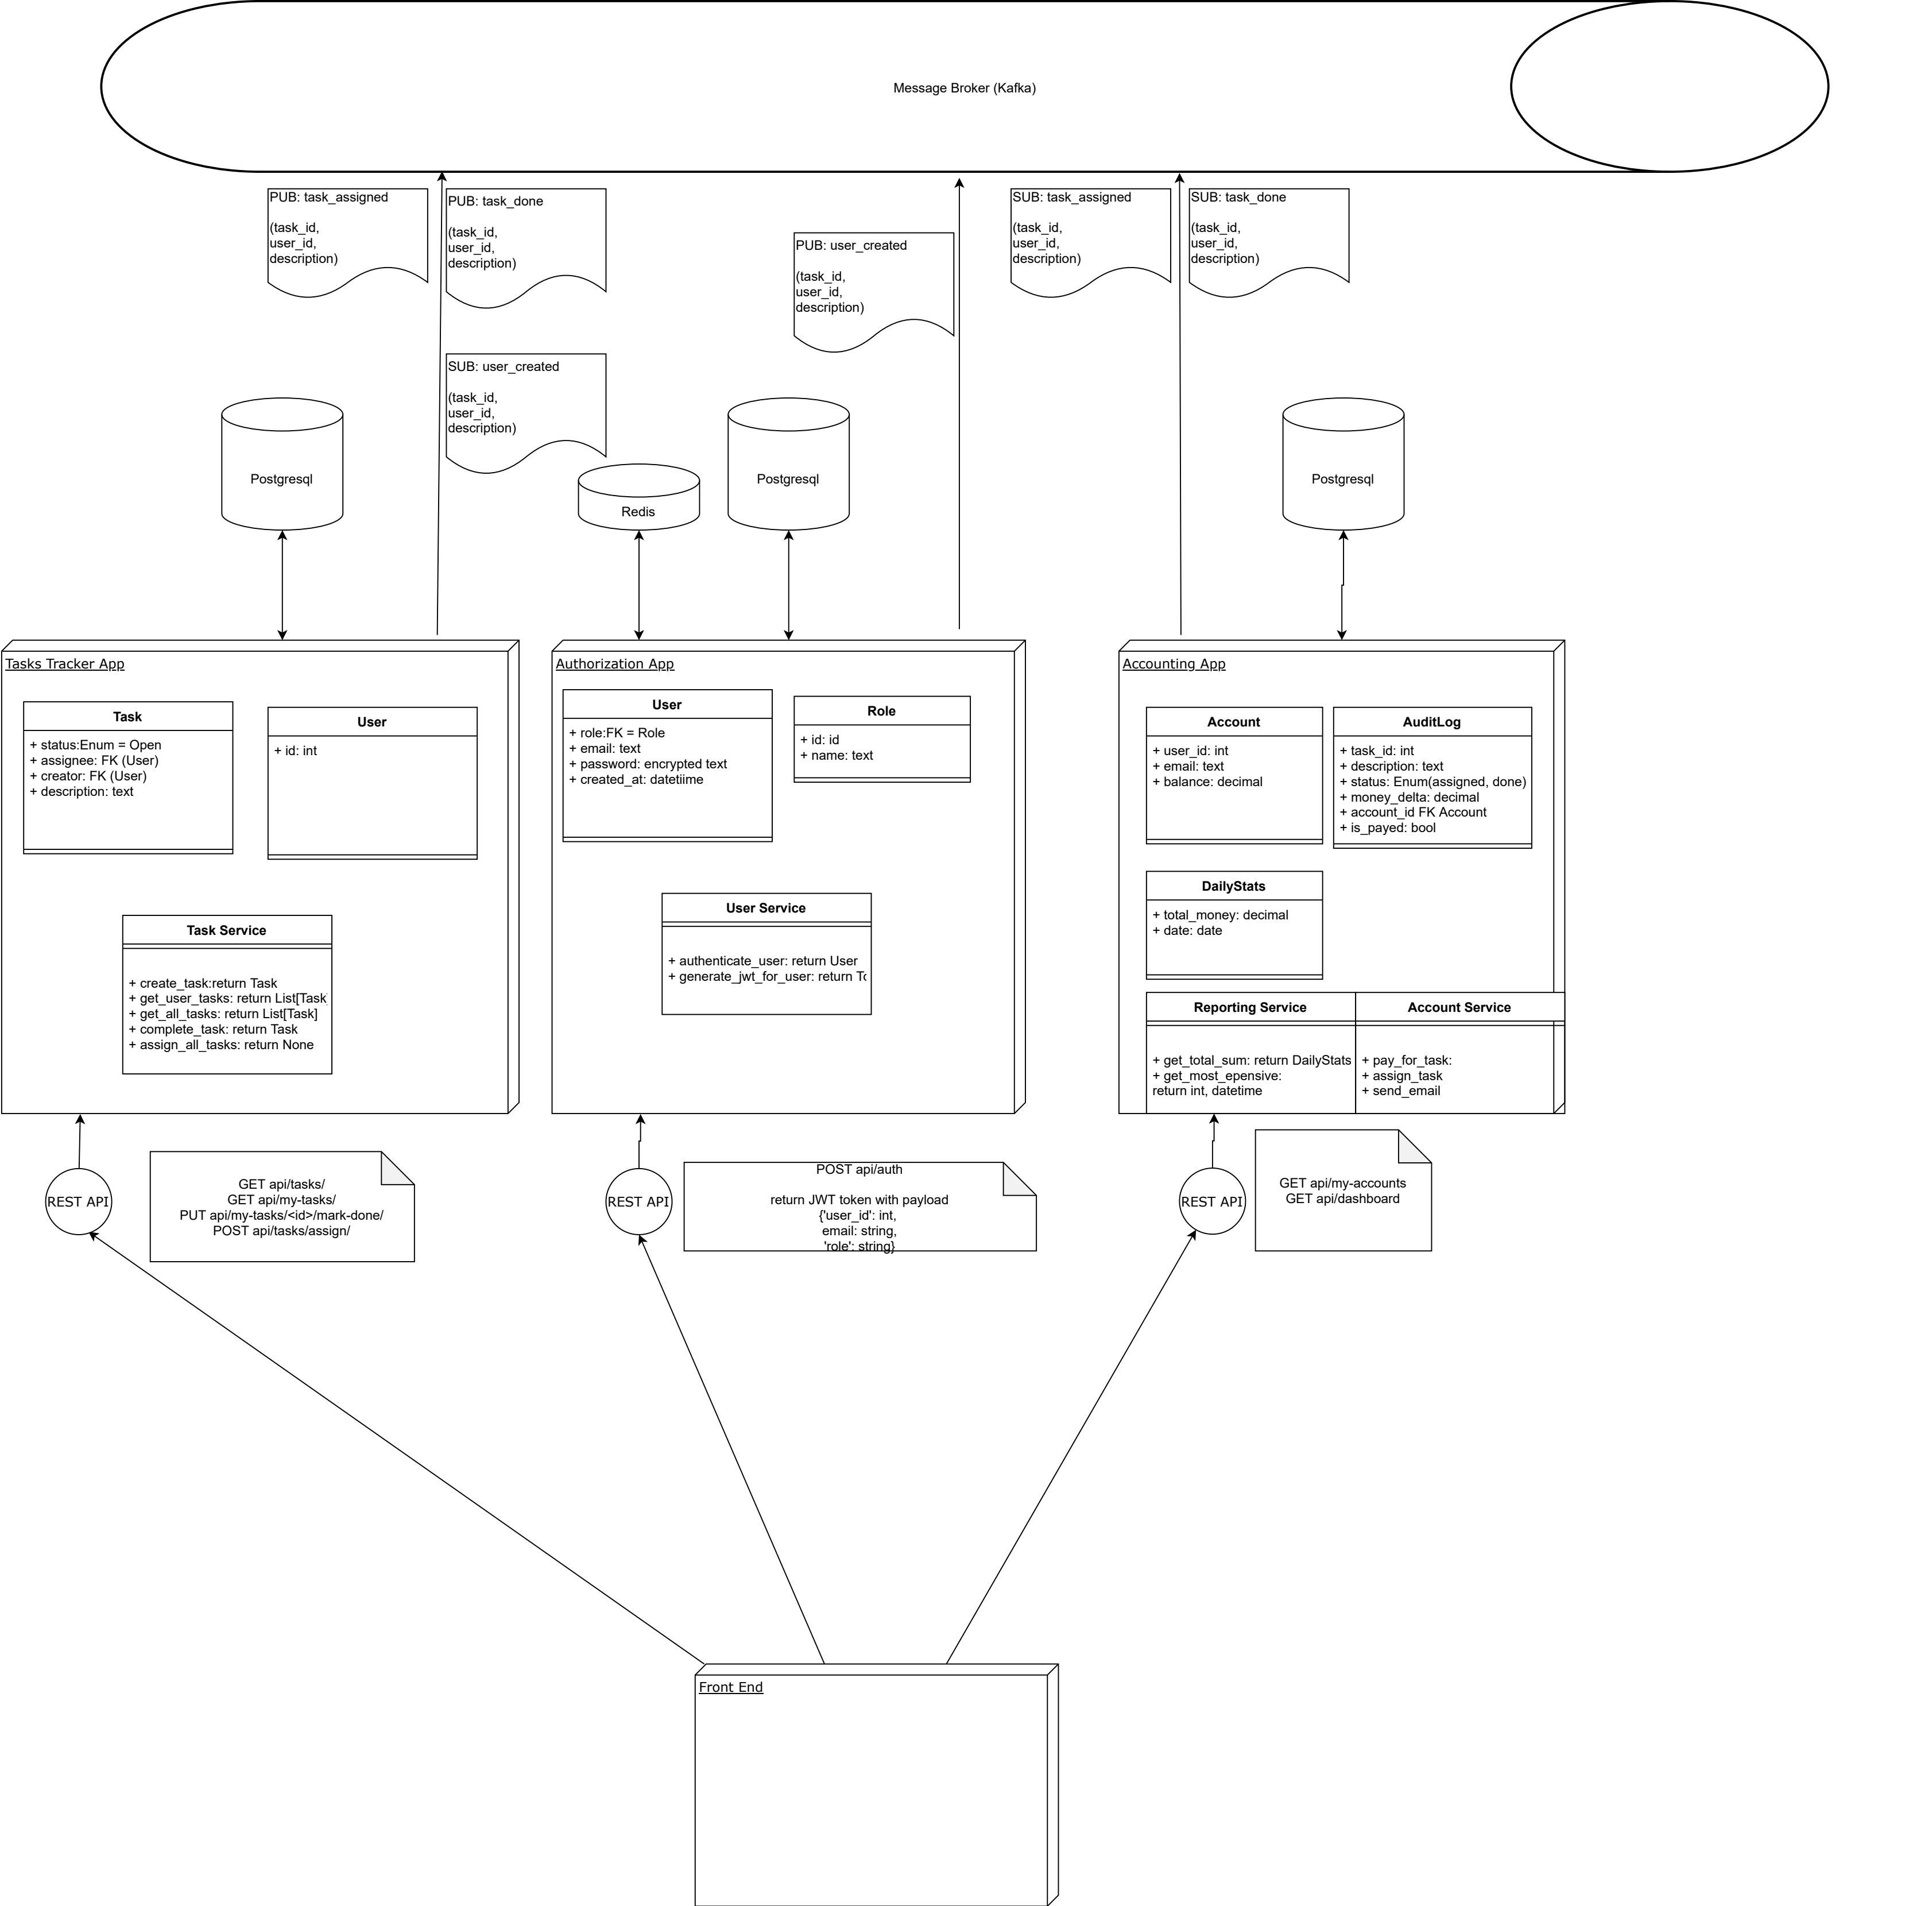 Message Broker (Kafka)
PUB: task_assigned
(task_id,
user_id,
description)
PUB: task_done
(task_id,
user_id,
description)
SUB: user_created
(task_id,
user_id,
description)
PUB: user_created
(task_id,
user_id,
description)
SUB: task_assigned
(task_id,
user_id,
description)
SUB: task_done
(task_id,
user_id,
description)
Postgresql
Redis
Postgresql
Postgresql
Tasks Tracker App
Task
+ status:Enum = Open
+ assignee: FK (User)
+ creator: FK (User)
+ description: text
User
+ id: int
Task Service
+ create_task:return Task
+ get_user_tasks: return List[Task
+ get_all_tasks: return List[Task]
+ complete_task: return Task
+ assign_all_tasks: return None
Authorization App
User
+ role:FK = Role
+ email: text
+ password: encrypted text
+ created_at: datetiime
Role
+ id: id
+ name: text
User Service
+ authenticate_user: return User
+ generate_jwt_for_user: return To
Accounting App
Account
+ user_id: int
+ email: text
+ balance: decimal
AuditLog
+ task_id: int
+ description: text
+ status: Enum(assigned, done)
+ money_delta: decimal
+ account_id FK Account
+ is_payed: bool
DailyStats
+ total_money: decimal
+ date: date
Reporting Service
+ get_total_sum: return DailyStats
+ get_most_epensive:
return int, datetime
Account Service
+ pay_for_task:
+ assign_task
+ send_email
REST API
GET api/tasks/
GET api/my-tasks/
PUT api/my-tasks/<id>/mark-done/
POST api/tasks/assign/
REST API
POST api/auth
return JWT token with payload
{'user_id': int,
email: string,
'role': string}
REST API
GET api/my-accounts
GET api/dashboard
Front End